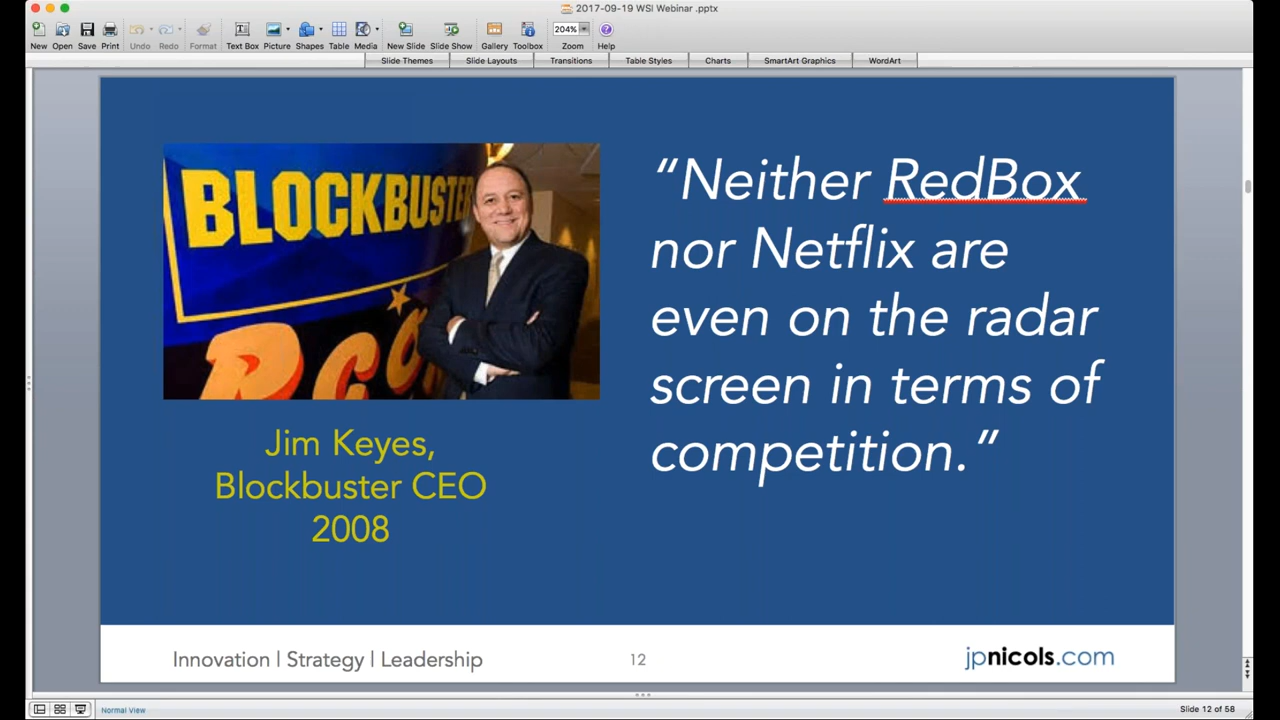 2017-09-19 WSI Webinar .pptx
204%
New Open Save Print Undo Redo Format Text Box Picture Shapes Table Media New Slide Slide Show Gallery Toolbox Zoom Help
Slide Themes Slide Layouts Transitions Table Styles Charts SmartArt Graphics WordArt
BLOCKBUSTER
“Neither RedBox
nor Netflix are
even on the radar
screen in terms of
competition.”
Jim Keyes,
Blockbuster CEO
2008
Innovation | Strategy | Leadership
12
jpnicols.com
Normal View
Slide 12 of 58